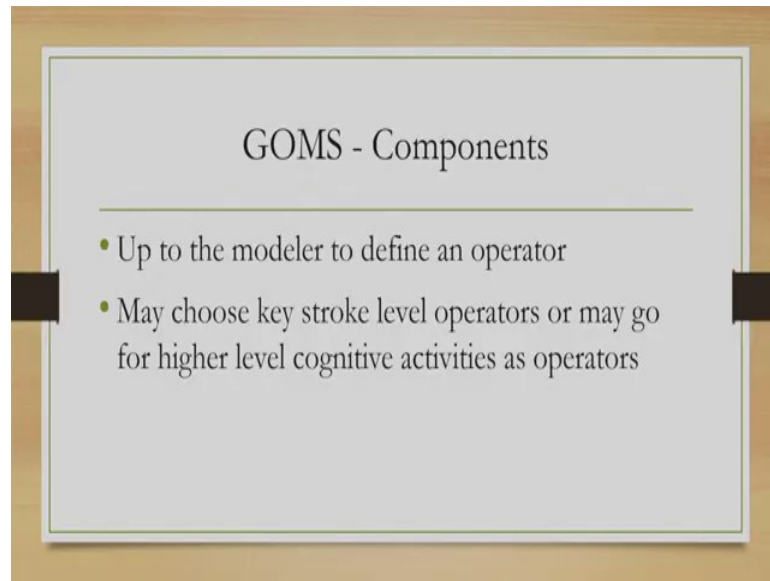 GOMS - Components
• Up to the modeler to define an operator
• May choose key stroke level operators or may go
for higher level cognitive activities as operators